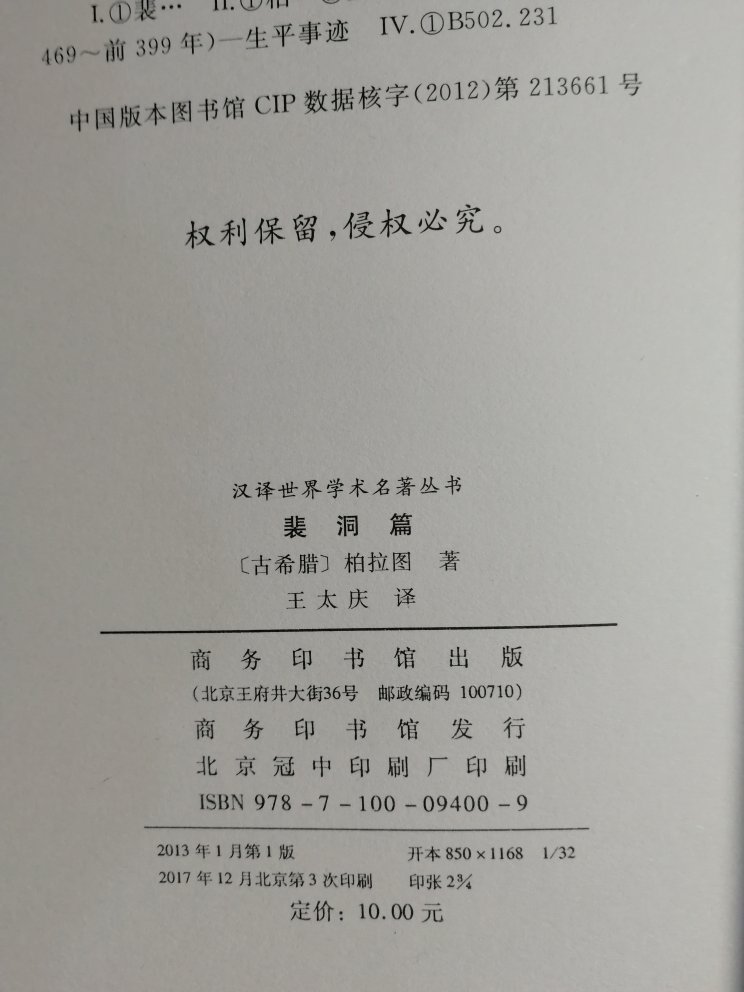 Ⅰ.①裴… Ⅱ.①柏
469～前 399 年)—生平事迹 Ⅳ.①B502.231
中国版本图书馆 CIP 数据核字(2012)第 213661 号
权利保留,侵权必究。
汉译世界学术名著丛书
裴洞篇
〔古希腊〕柏拉图 著
王太庆 译
商务印书馆出版
(北京王府井大街36号 邮政编码 100710)
商务印书馆发行
北京冠中印刷厂印刷
ISBN 978-7-100-09400-9
2013 年 1 月第 1 版 开本 850×1168 1/32
2017 年 12 月北京第 3 次印刷 印张 2¾
定价: 10.00 元